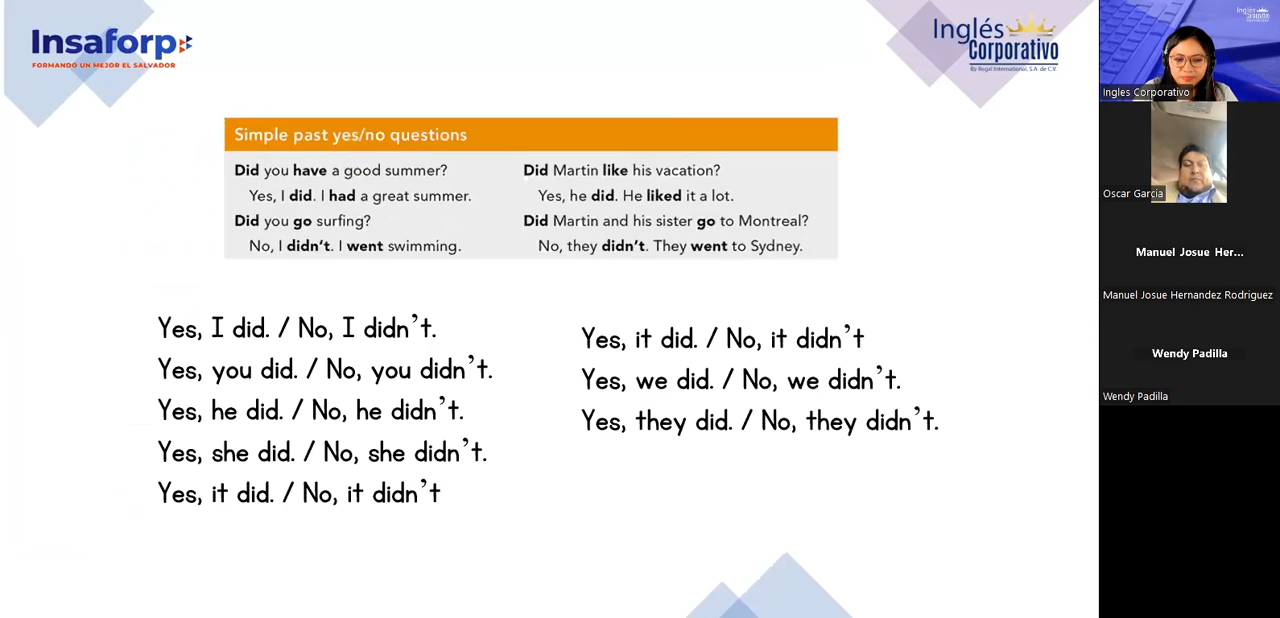 Insaforp
FORMANDO UN MEJOR EL SALVADOR
Inglés
Corporativo
By Regal International, S.A. de C.V.
Simple past yes/no questions
Did you have a good summer?
Yes, I did. I had a great summer.
Did you go surfing?
No, I didn't. I went swimming.
Did Martin like his vacation?
Yes, he did. He liked it a lot.
Did Martin and his sister go to Montreal?
No, they didn't. They went to Sydney.
Yes, I did. / No, I didn't.
Yes, you did. / No, you didn't.
Yes, he did. / No, he didn't.
Yes, she did. / No, she didn't.
Yes, it did. / No, it didn't
Yes, it did. / No, it didn't
Yes, we did. / No, we didn't.
Yes, they did. / No, they didn't.
Inglés
Corporativo
Ingles Corporativo
Oscar Garcia
Manuel Josue Her...
Manuel Josue Hernandez Rodriguez
Wendy Padilla
Wendy Padilla